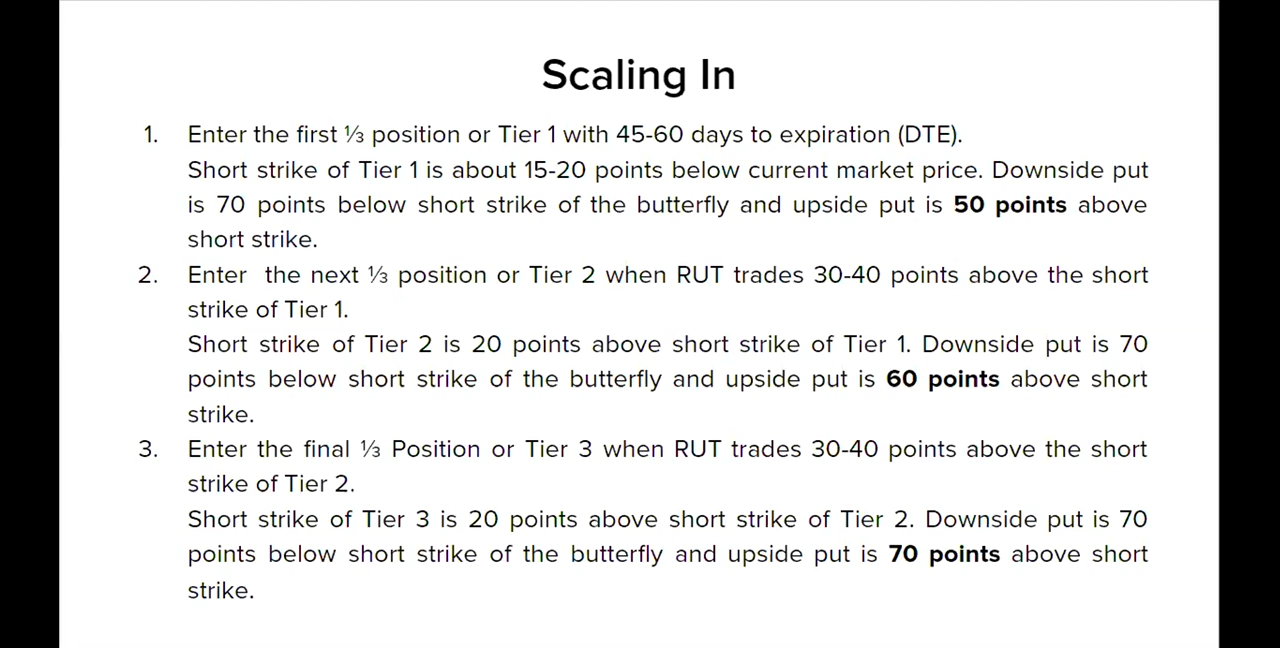 Scaling In
1. Enter the first ⅓ position or Tier 1 with 45-60 days to expiration (DTE).
Short strike of Tier 1 is about 15-20 points below current market price. Downside put
is 70 points below short strike of the butterfly and upside put is 50 points above
short strike.
2. Enter the next ⅓ position or Tier 2 when RUT trades 30-40 points above the short
strike of Tier 1.
Short strike of Tier 2 is 20 points above short strike of Tier 1. Downside put is 70
points below short strike of the butterfly and upside put is 60 points above short
strike.
3. Enter the final ⅓ Position or Tier 3 when RUT trades 30-40 points above the short
strike of Tier 2.
Short strike of Tier 3 is 20 points above short strike of Tier 2. Downside put is 70
points below short strike of the butterfly and upside put is 70 points above short
strike.